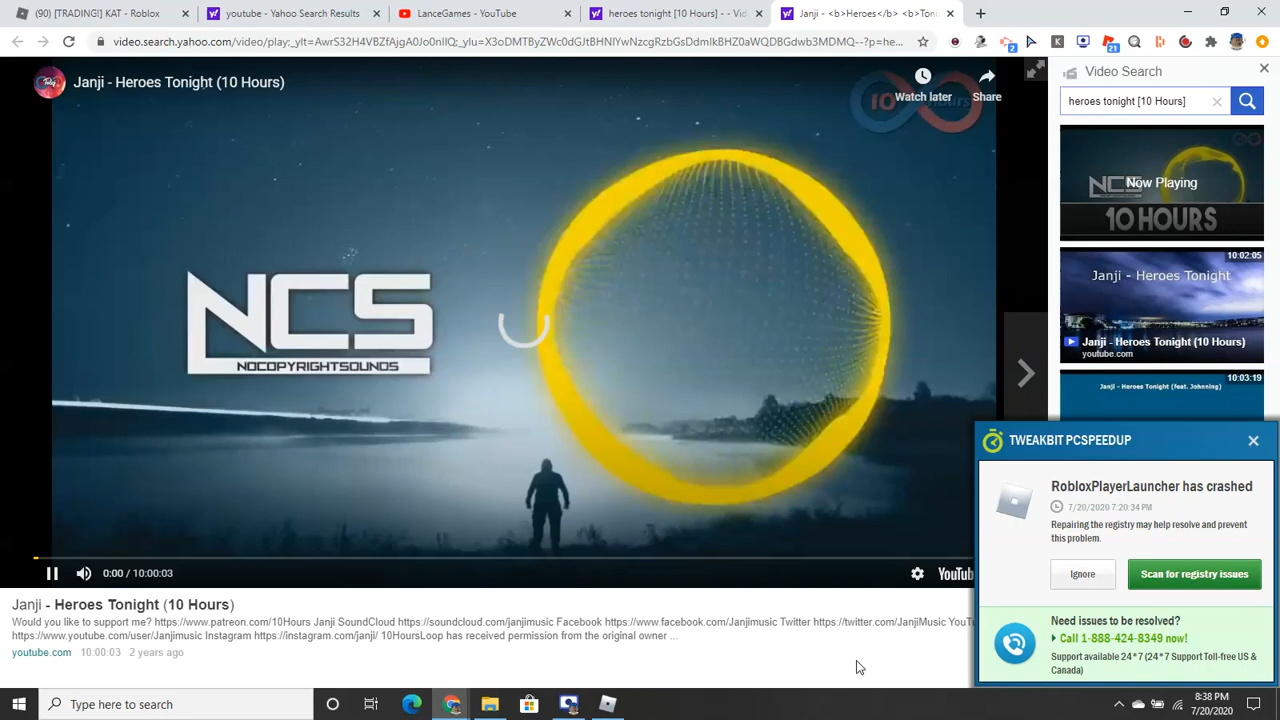 (90) [TRADING!] KAT - Roblox
youtube - Yahoo Search Results
LanceGames - YouTube
heroes tonight [10 Hours] - - Vid
Janji - <b>Heroes</b> <b>Toni
video.search.yahoo.com/video/play;_ylt=AwrS32H4VBZfAjgA0Jo0nIlQ;_ylu=X3oDMTByZWc0dGJtBHNlYwNzcgRzbGsDdmlkBHZ0aWQDBGdwb3MDMDMQ--?p=he...
2
21
Janji - Heroes Tonight (10 Hours)
Watch later
Share
10 Hours
NCS
NOCOPYRIGHTSOUNDS
0:00 / 10:00:03
YouTub
Video Search
heroes tonight [10 Hours]
Now Playing
NCS
10 HOURS
10:02:05
Janji - Heroes Tonight
Janji - Heroes Tonight (10 Hours)
youtube.com
10:03:19
Janji - Heroes Tonight (feat. Johnning)
Janji - Heroes Tonight (10 Hours)
Would you like to support me? https://www.patreon.com/10Hours Janji SoundCloud https://soundcloud.com/janjimusic Facebook https://www.facebook.com/Janjimusic Twitter https://twitter.com/JanjiMusic YouT
https://www.youtube.com/user/Janjimusic Instagram https://instagram.com/janji/ 10HoursLoop has received permission from the original owner ...
youtube.com 10:00:03 2 years ago
TWEAKBIT PCSPEEDUP
RobloxPlayerLauncher has crashed
7/20/2020 7:20:34 PM
Repairing the registry may help resolve and prevent
this problem.
Ignore
Scan for registry issues
Need issues to be resolved?
Call 1-888-424-8349 now!
Support available 24*7 (24*7 Support Toll-free US &
Canada)
Type here to search
8:38 PM
7/20/2020